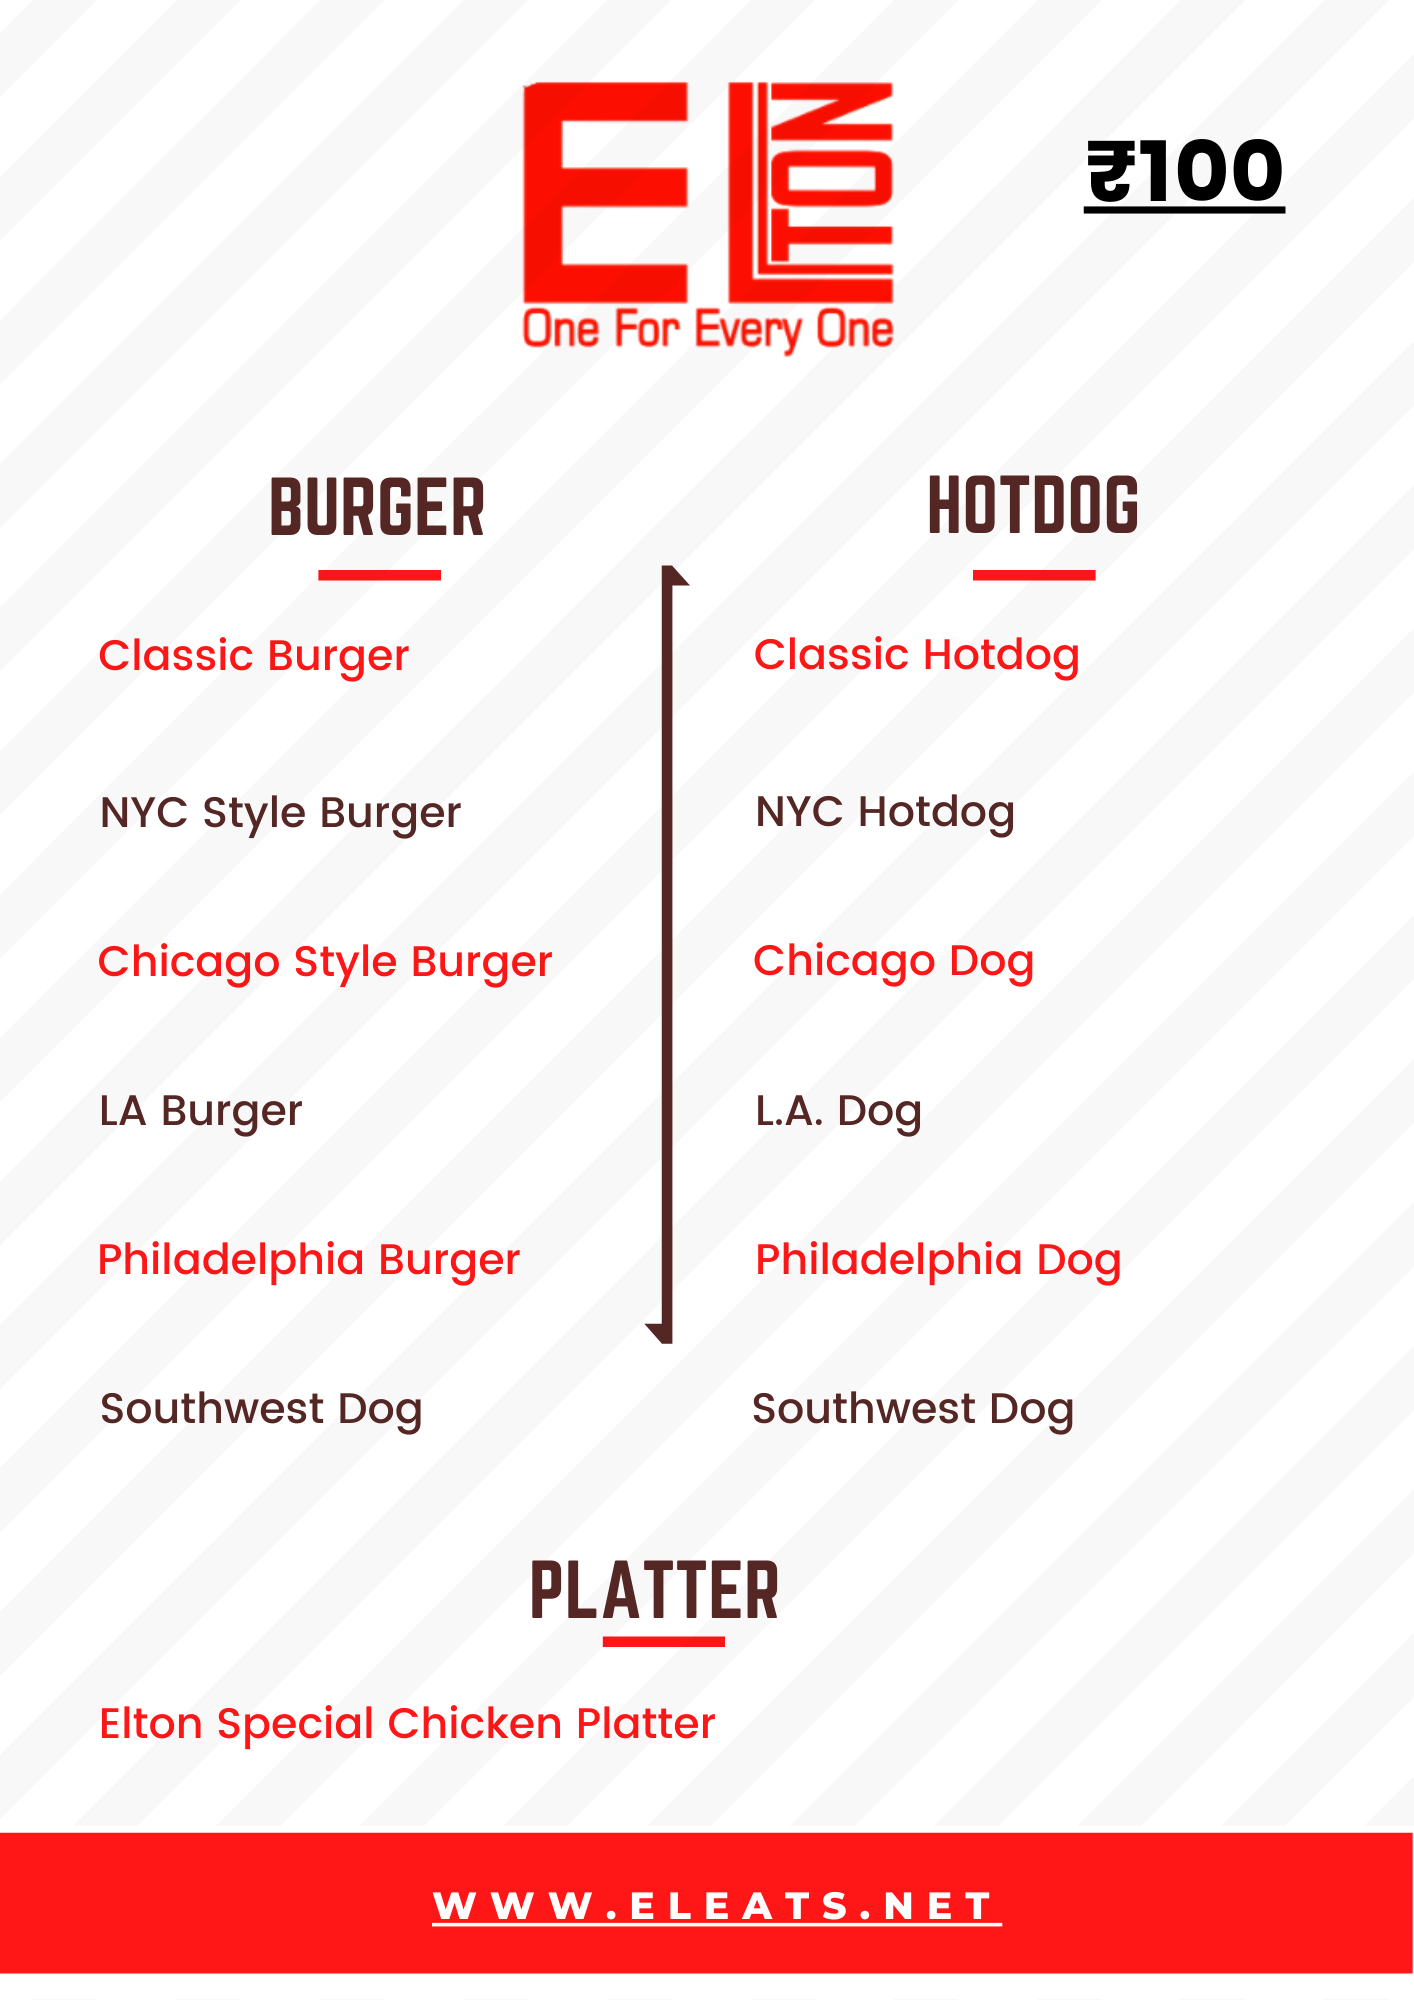 ELTON
One For Every One
₹100
BURGER
Classic Burger
NYC Style Burger
Chicago Style Burger
LA Burger
Philadelphia Burger
Southwest Dog
HOTDOG
Classic Hotdog
NYC Hotdog
Chicago Dog
L.A. Dog
Philadelphia Dog
Southwest Dog
PLATTER
Elton Special Chicken Platter
WWW.ELEATS.NET